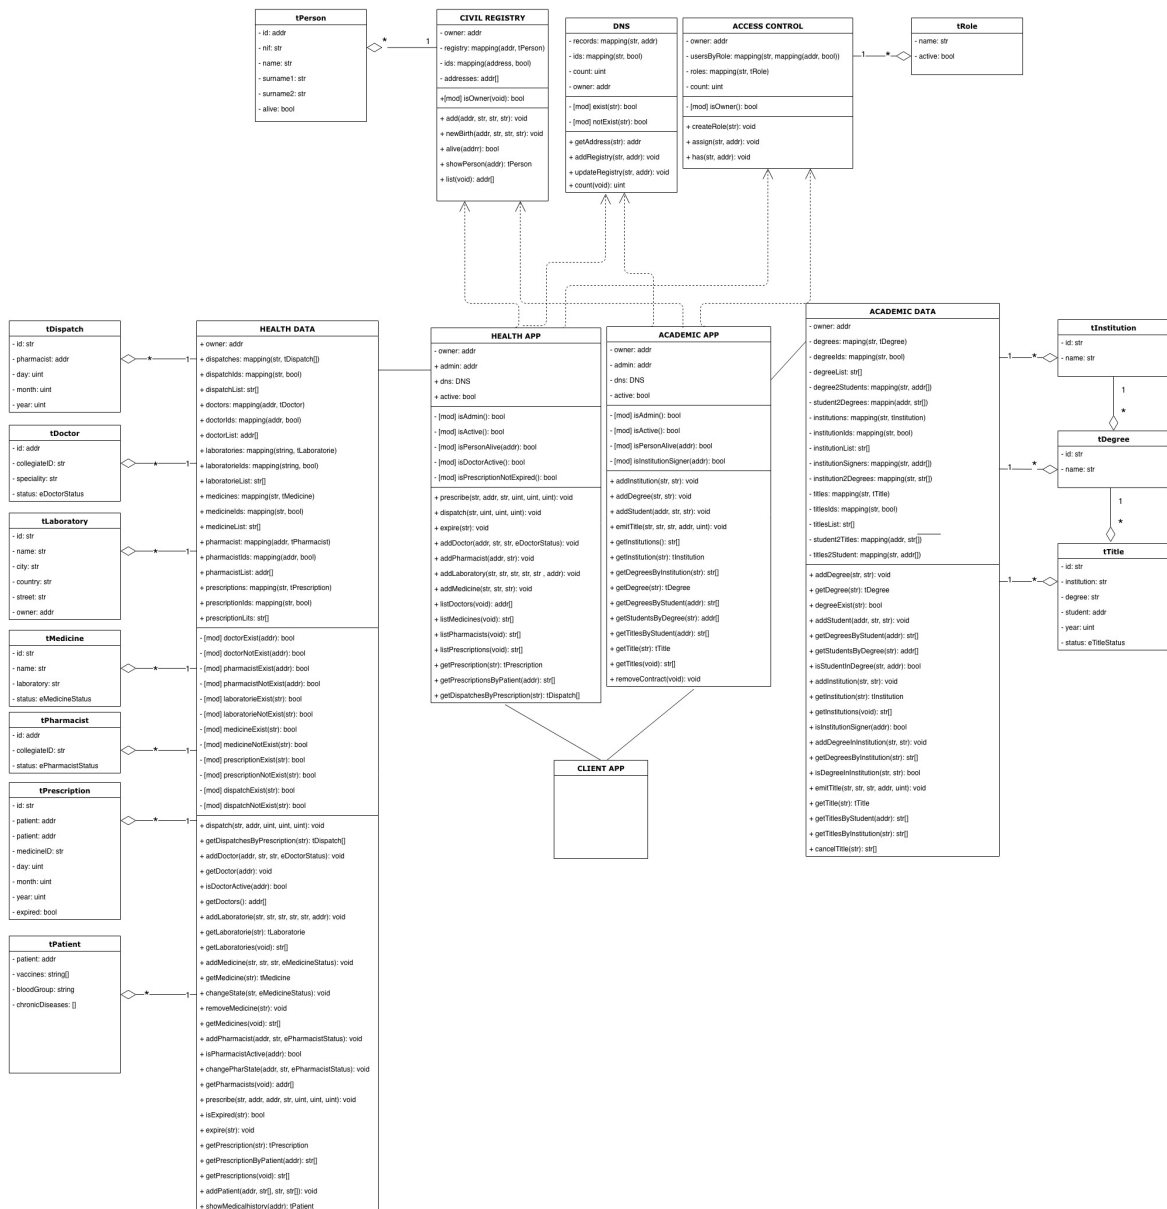 tPerson
- id: addr
- nif: str
- name: str
- surname1: str
- surname2: str
- alive: bool
*
1
CIVIL REGISTRY
- owner: addr
- registry: mapping(addr, tPerson)
- ids: mapping(address, bool)
- addresses: addr[]
+[mod] isOwner(void): bool
+ add(addr, str, str, str): void
+ newBirth(addr, str, str, str): void
+ alive(addrr): bool
+ showPerson(addr): tPerson
+ list(void): addr[]
DNS
- records: mapping(str, addr)
- ids: mapping(str, bool)
- count: uint
- owner: addr
- [mod] exist(str): bool
- [mod] notExist(str): bool
+ getAddress(str): addr
+ addRegistry(str, addr): void
+ updateRegistry(str, addr): void
+ count(void): uint
ACCESS CONTROL
- owner: addr
- usersByRole: mapping(str, mapping(addr, bool))
- roles: mapping(str, tRole)
- count: uint
- [mod] isOwner(): bool
+ createRole(str): void
+ assign(str, addr): void
+ has(str, addr): void
1
*
tRole
- name: str
- active: bool
tDispatch
- id: str
- pharmacist: addr
- day: uint
- month: uint
- year: uint
*
1
tDoctor
- id: addr
- collegiateID: str
- speciality: str
- status: eDoctorStatus
*
1
tLaboratory
- id: str
- name: str
- city: str
- country: str
- street: str
- owner: addr
*
1
tMedicine
- id: str
- name: str
- laboratory: str
- status: eMedicineStatus
*
1
tPharmacist
- id: addr
- collegiateID: str
- status: ePharmacistStatus
*
1
tPrescription
- id: str
- patient: addr
- patient: addr
- medicineID: str
- day: uint
- month: uint
- year: uint
- expired: bool
*
1
tPatient
- patient: addr
- vaccines: string[]
- bloodGroup: string
- chronicDiseases: []
*
1
HEALTH DATA
+ owner: addr
+ dispatches: mapping(str, tDispatch[])
+ dispatchIds: mapping(str, bool)
+ dispatchList: str[]
+ doctors: mapping(addr, tDoctor)
+ doctorIds: mapping(addr, bool)
+ doctorList: addr[]
+ laboratories: mapping(string, tLaboratorie)
+ laboratorieIds: mapping(string, bool)
+ laboratorieList: str[]
+ medicines: mapping(str, tMedicine)
+ medicineIds: mapping(str, bool)
+ medicineList: str[]
+ pharmacist: mapping(addr, tPharmacist)
+ pharmacistIds: mapping(addr, bool)
+ pharmacistList: addr[]
+ prescriptions: mapping(str, tPrescription)
+ prescriptionIds: mapping(str, bool)
+ prescriptionLits: str[]
- [mod] doctorExist(addr): bool
- [mod] doctorNotExist(addr): bool
- [mod] pharmacistExist(addr): bool
- [mod] pharmacistNotExist(addr): bool
- [mod] laboratorieExist(str): bool
- [mod] laboratorieNotExist(str): bool
- [mod] medicineExist(str): bool
- [mod] medicineNotExist(str): bool
- [mod] prescriptionExist(str): bool
- [mod] prescriptionNotExist(str): bool
- [mod] dispatchExist(str): bool
- [mod] dispatchNotExist(str): bool
+ dispatch(str, addr, uint, uint, uint): void
+ getDispatchesByPrescription(str): tDispatch[]
+ addDoctor(addr, str, str, eDoctorStatus): void
+ getDoctor(addr): void
+ isDoctorActive(addr): bool
+ getDoctors(): addr[]
+ addLaboratorie(str, str, str, str, str, addr): void
+ getLaboratorie(str): tLaboratorie
+ getLaboratories(void): str[]
+ addMedicine(str, str, str, eMedicineStatus): void
+ getMedicine(str): tMedicine
+ changeState(str, eMedicineStatus): void
+ removeMedicine(str): void
+ getMedicines(void): str[]
+ addPharmacist(addr, str, ePharmacistStatus): void
+ isPharmacistActive(addr): bool
+ changePharState(addr, str, ePharmacistStatus): void
+ getPharmacists(void): addr[]
+ prescribe(str, addr, addr, str, uint, uint, uint): void
+ isExpired(str): bool
+ expire(str): void
+ getPrescription(str): tPrescription
+ getPrescriptionByPatient(addr): str[]
+ getPrescriptions(void): str[]
+ addPatient(addr, str[], str, str[]): void
+ showMedicalhistory(addr): tPatient
HEALTH APP
- owner: addr
+ admin: addr
+ dns: DNS
+ active: bool
- [mod] isAdmin(): bool
- [mod] isActive(): bool
- [mod] isPersonAlive(addr): bool
- [mod] isDoctorActive(): bool
- [mod] isPrescriptionNotExpired(): bool
+ prescribe(str, addr, str, uint, uint, uint): void
+ dispatch(str, uint, uint, uint): void
+ expire(str): void
+ addDoctor(addr, str, str, eDoctorStatus): void
+ addPharmacist(addr, str): void
+ addLaboratory(str, str, str, str, str , addr): void
+ addMedicine(str, str, str): void
+ listDoctors(void): addr[]
+ listMedicines(void): str[]
+ listPharmacists(void): str[]
+ listPrescriptions(void): str[]
+ getPrescription(str): tPrescription
+ getPrescriptionsByPatient(addr): str[]
+ getDispatchesByPrescription(str): tDispatch[]
ACADEMIC APP
- owner: addr
- admin: addr
- dns: DNS
- active: bool
- [mod] isAdmin(): bool
- [mod] isActive(): bool
- [mod] isPersonAlive(addr): bool
- [mod] isInstitutionSigner(addr): bool
+ addInstitution(str, str): void
+ addDegree(str, str): void
+ addStudent(addr, str, str): void
+ emitTitle(str, str, str, addr, uint): void
+ getInstitutions(): str[]
+ getInstitution(str): tInstitution
+ getDegreesByInstitution(str): str[]
+ getDegree(str): tDegree
+ getDegreesByStudent(addr): str[]
+ getStudentsByDegree(str): addr[]
+ getTitlesByStudent(addr): str[]
+ getTitle(str): tTitle
+ getTitles(void): str[]
+ removeContract(void): void
CLIENT APP
ACADEMIC DATA
- owner: addr
- degrees: maping(str, tDegree)
- degreeIds: mapping(str, bool)
- degreeList: str[]
- degree2Students: mapping(str, addr[])
- student2Degrees: mappin(addr, str[])
- institutions: mapping(str, tInstitution)
- institutionIds: mapping(str, bool)
- institutionList: str[]
- institutionSigners: mapping(str, addr[])
- institution2Degrees: mapping(str, str[])
- titles: mapping(str, tTitle)
- titlesIds: mapping(str, bool)
- titlesList: str[]
- student2Titles: mapping(addr, str[])
- titles2Student: mapping(str, addr[])
+ addDegree(str, str): void
+ getDegree(str): tDegree
+ degreeExist(str): bool
+ addStudent(addr, str, str): void
+ getDegreesByStudent(addr): str[]
+ getStudentsByDegree(str): addr[]
+ isStudentInDegree(str, addr): bool
+ addInstitution(str, str): void
+ getInstitution(str): tInstitution
+ getInstitutions(void): str[]
+ isInstitutionSigner(addr): bool
+ addDegreeInInstitution(str, str): void
+ getDegreesByInstitution(str): str[]
+ isDegreeInInstitution(str, str): bool
+ emitTitle(str, str, str, addr, uint): void
+ getTitle(str): tTitle
+ getTitlesByStudent(addr): str[]
+ getTitlesByInstitution(str): str[]
+ cancelTitle(str): str[]
1
*
tInstitution
- id: str
- name: str
1
*
1
*
tDegree
- id: str
- name: str
1
*
1
*
tTitle
- id: str
- institution: str
- degree: str
- student: addr
- year: uint
- status: eTitleStatus